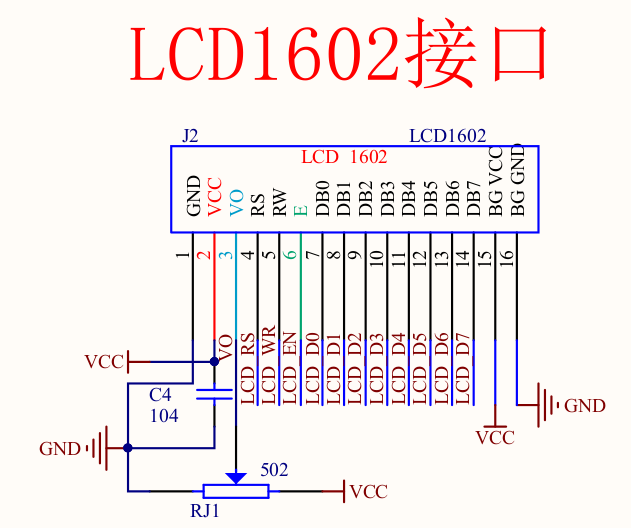 LCD1602接口
J2 LCD1602
LCD 1602
GND VCC VO RS RW E DB0 DB1 DB2 DB3 DB4 DB5 DB6 DB7 BG VCC BG GND
1 2 3 4 5 6 7 8 9 10 11 12 13 14 15 16
VO LCD RS LCD WR LCD EN LCD D0 LCD D1 LCD D2 LCD D3 LCD D4 LCD D5 LCD D6 LCD D7
VCC
C4
104
GND
VCC
GND
502
RJ1
VCC